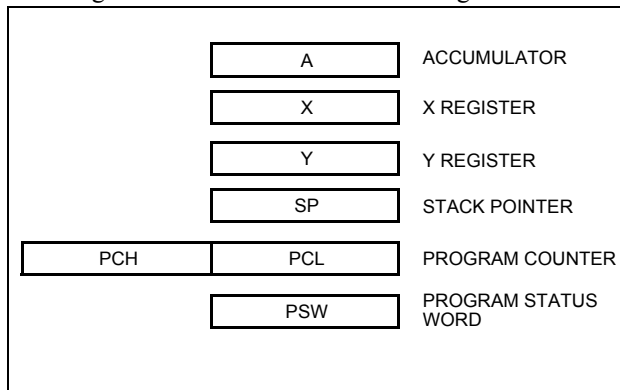 A ACCUMULATOR
X X REGISTER
Y Y REGISTER
SP STACK POINTER
PCH PCL PROGRAM COUNTER
PSW PROGRAM STATUS
WORD